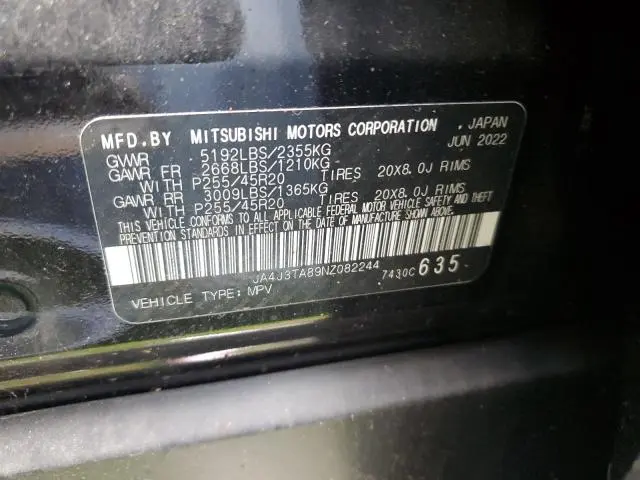 MFD.BY MITSUBISHI MOTORS CORPORATION , JAPAN
GVWR 5192LBS/2355KG JUN 2022
GAWR FR 2668LBS/1210KG
WITH P255/45R20 TIRES 20X8.0J RIMS
GAWR RR 3009LBS/1365KG
WITH P255/45R20 TIRES 20X8.0J RIMS
THIS VEHICLE CONFORMS TO ALL APPLICABLE FEDERAL MOTOR VEHICLE SAFETY AND THEFT
PREVENTION STANDARDS IN EFFECT ON THE DATE OF MANUFACTURE SHOWN ABOVE.
JA4J3TA89NZ082244 7430C 635
VEHICLE TYPE: MPV